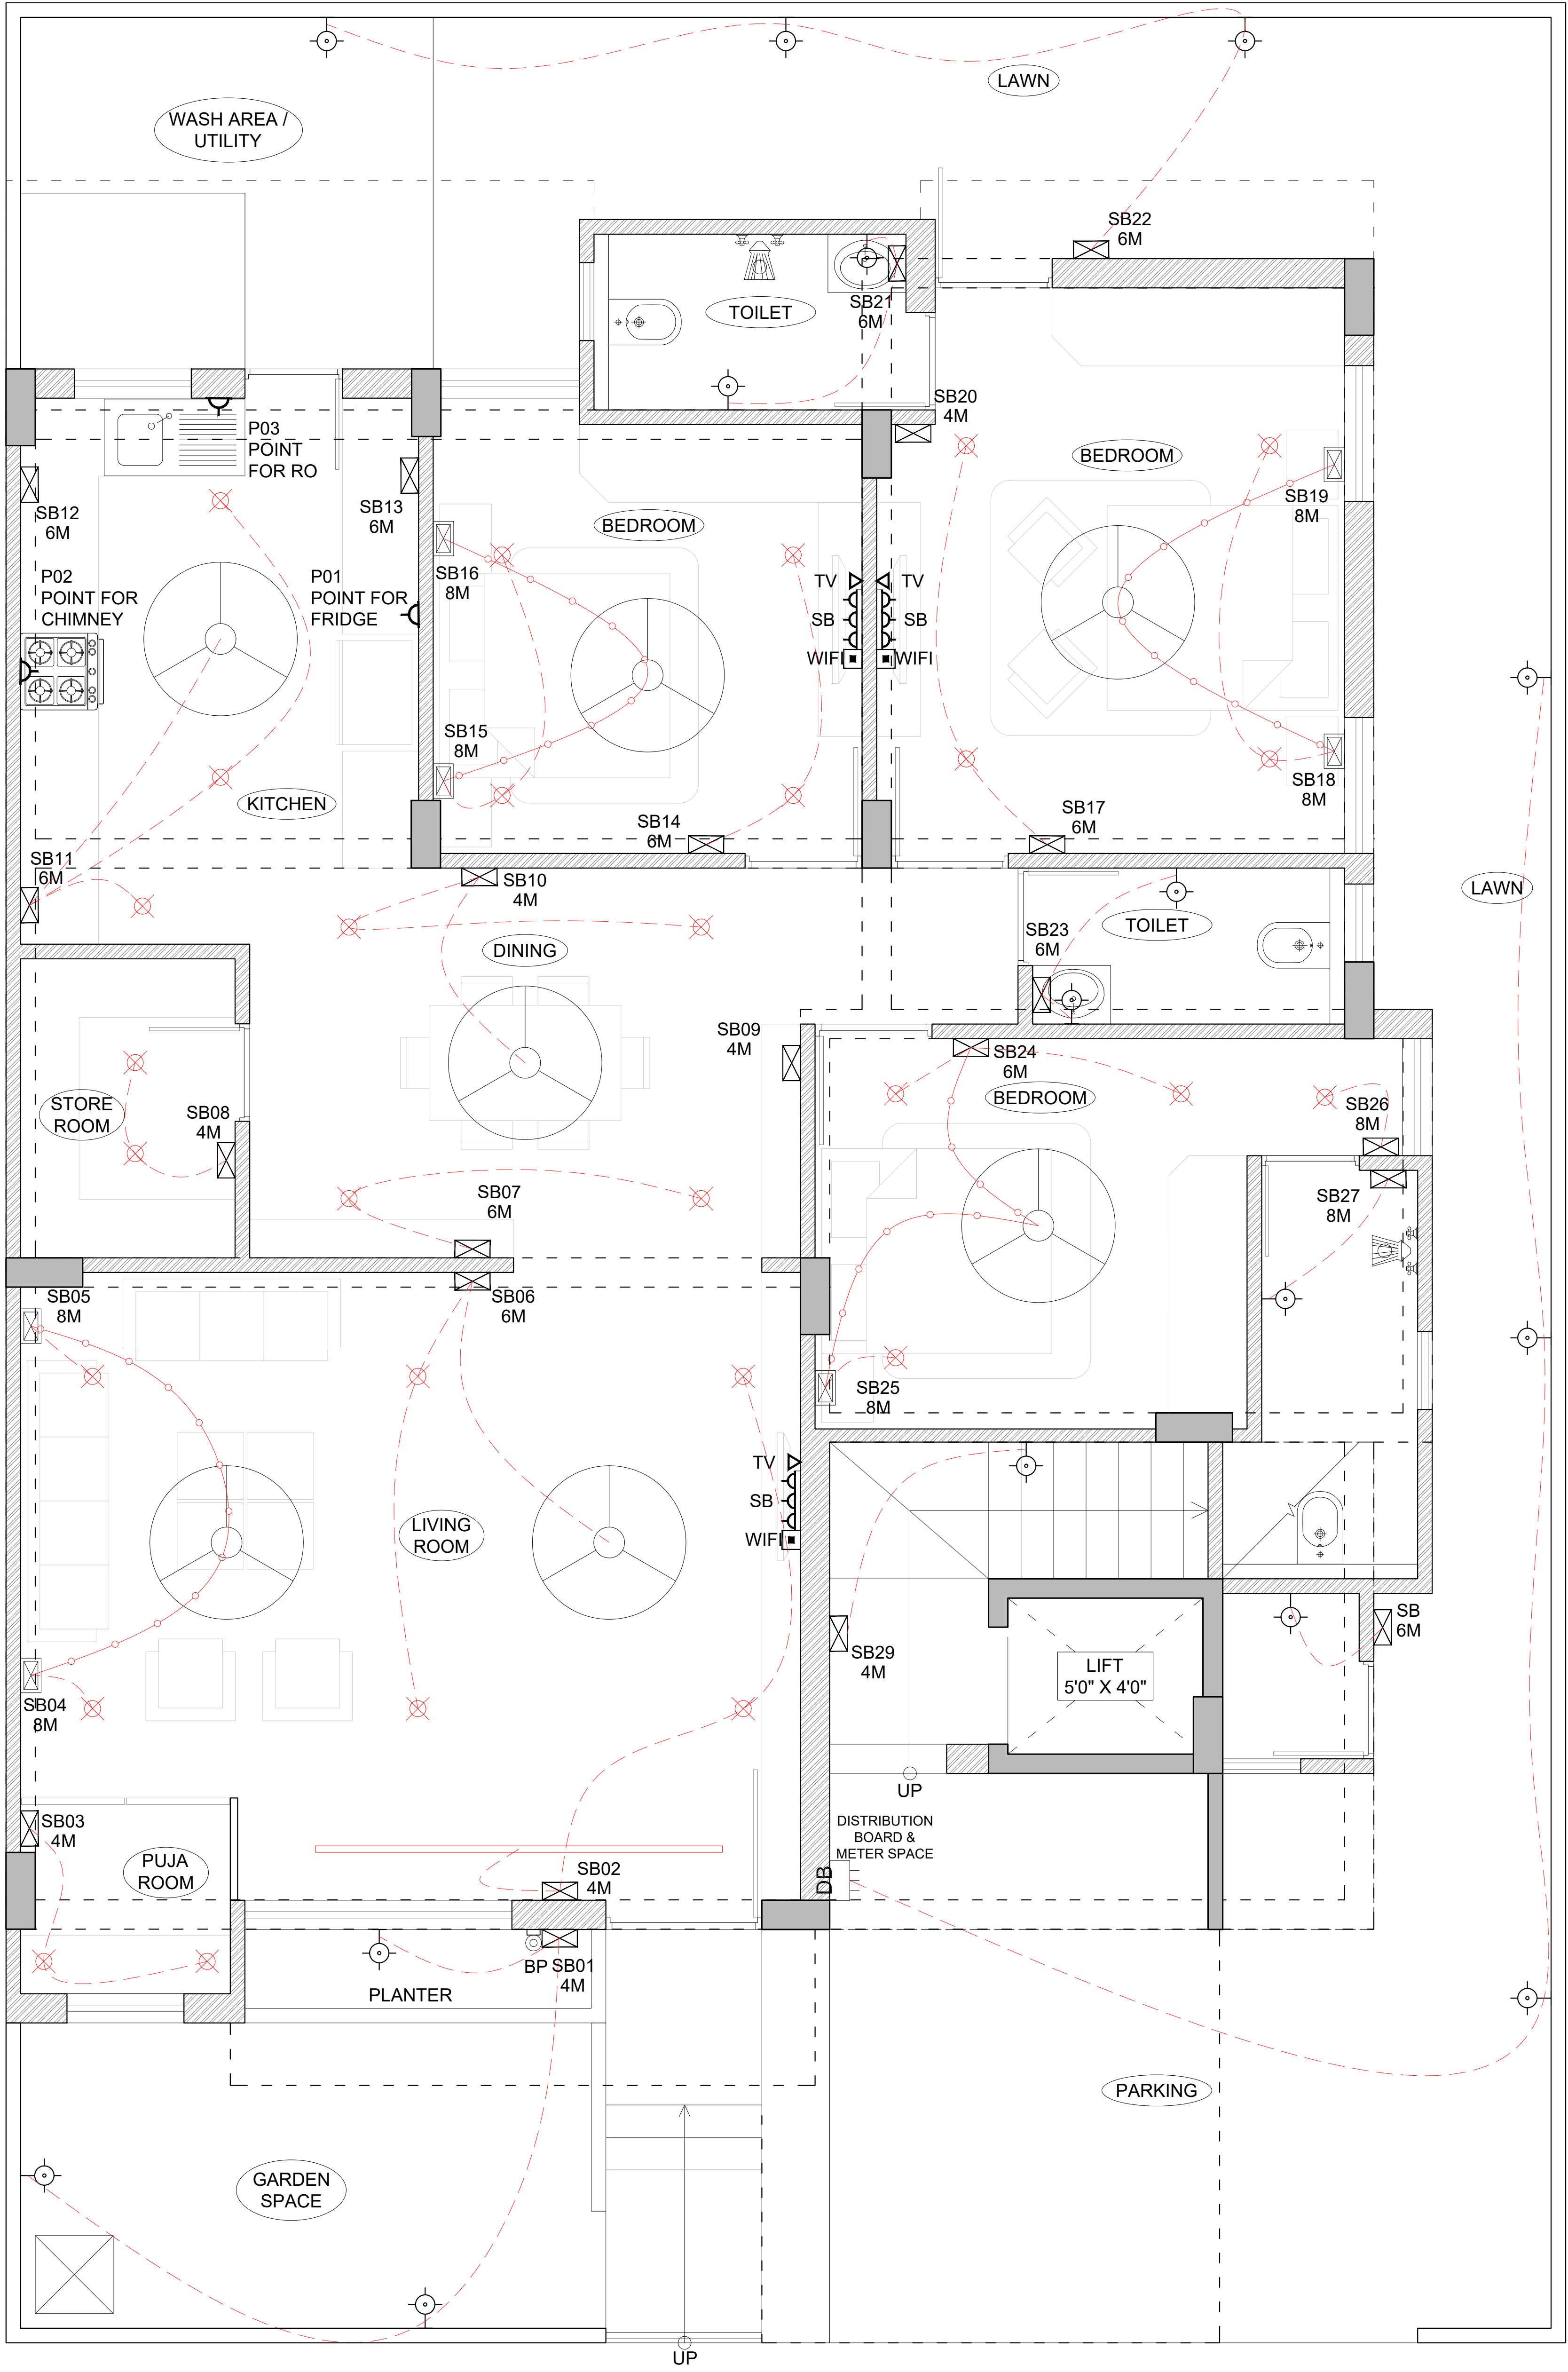 LAWN
WASH AREA /
UTILITY
SB22
6M
TOILET
SB21
6M
SB20
4M
P03
POINT
FOR RO
SB12
6M
SB13
6M
BEDROOM
BEDROOM
SB19
8M
P02
POINT FOR
CHIMNEY
P01
POINT FOR
FRIDGE
SB16
8M
TV
SB
WIFI
TV
SB
WIFI
SB15
8M
KITCHEN
SB14
6M
SB17
6M
SB18
8M
SB11
6M
SB10
4M
DINING
SB23
6M
TOILET
LAWN
SB09
4M
SB24
6M
BEDROOM
STORE
ROOM
SB08
4M
SB26
8M
SB07
6M
SB27
8M
SB05
8M
SB06
6M
SB25
8M
TV
SB
WIFI
LIVING
ROOM
SB04
8M
SB29
4M
LIFT
5'0" X 4'0"
SB
6M
UP
SB03
4M
PUJA
ROOM
DISTRIBUTION
BOARD &
METER SPACE
DB
SB02
4M
BP
SB01
4M
PLANTER
PARKING
GARDEN
SPACE
UP